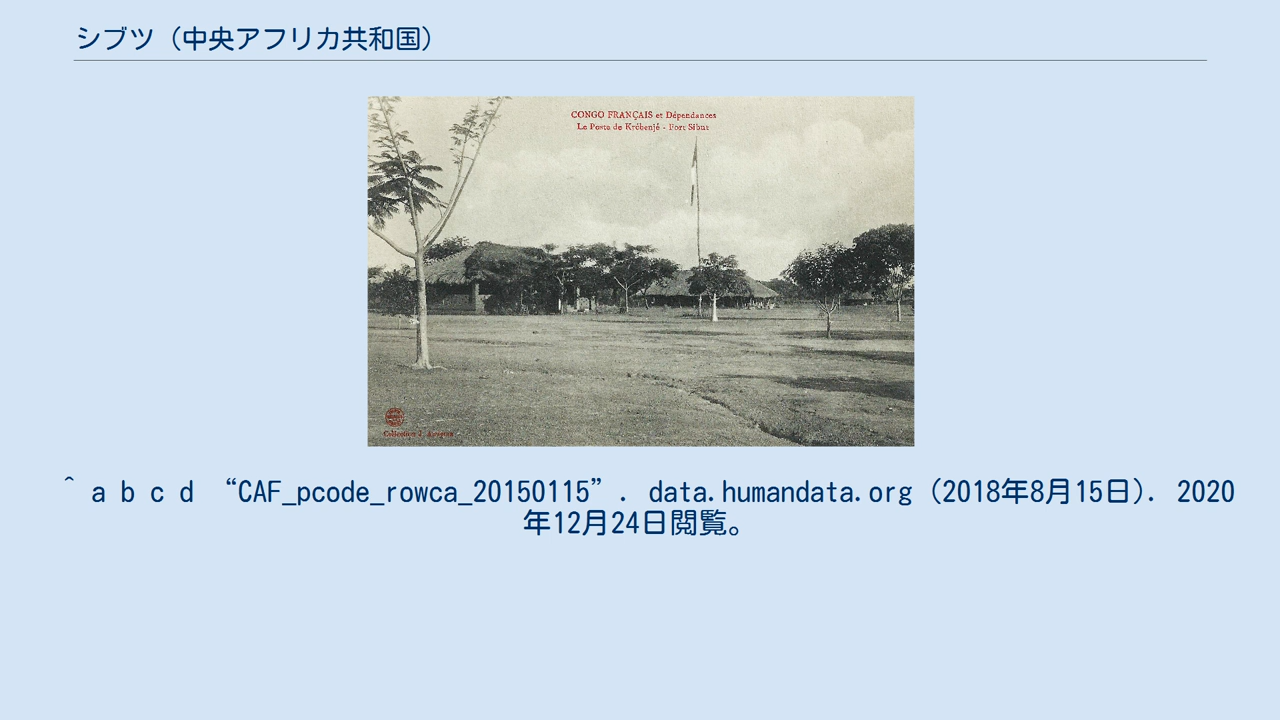 シブツ（中央アフリカ共和国）
CONGO FRANÇAIS et Dépendances
Le Poste de Krébenjé - Fort Sibut
Collection J. Audema
^ a b c d “CAF_pcode_rowca_20150115”. data.humandata.org (2018年8月15日). 2020
年12月24日閲覧。